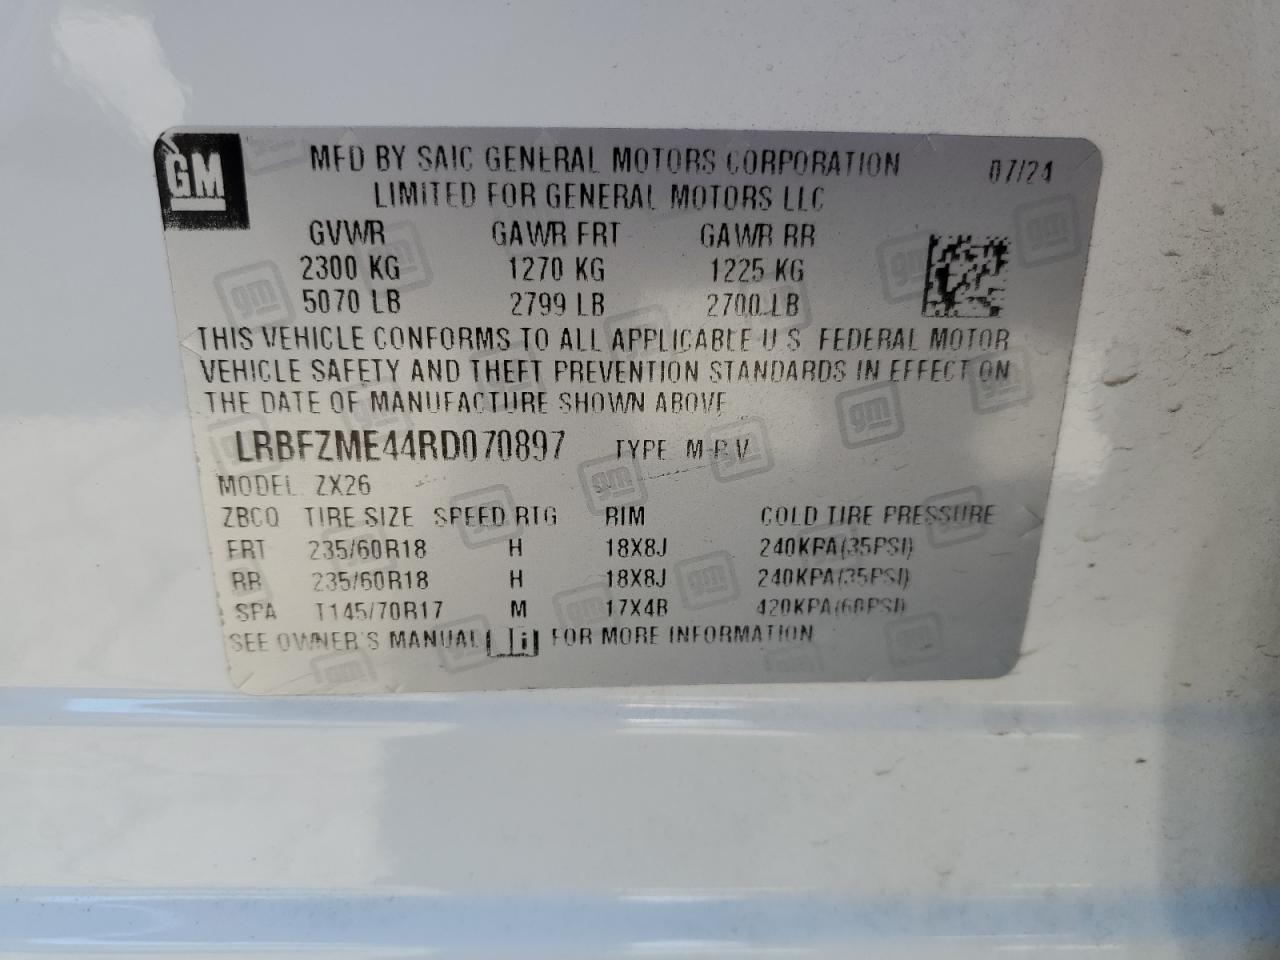 GM
MFD BY SAIC GENERAL MOTORS CORPORATION 07/24
LIMITED FOR GENERAL MOTORS LLC
GVWR GAWR FRT GAWR RR
2300 KG 1270 KG 1225 KG
5070 LB 2799 LB 2700 LB
THIS VEHICLE CONFORMS TO ALL APPLICABLE U S FEDERAL MOTOR
VEHICLE SAFETY AND THEFT PREVENTION STANDARDS IN EFFECT ON
THE DATE OF MANUFACTURE SHOWN ABOVE
LRBFZME44RD070897 TYPE M P V
MODEL ZX26
ZBCQ TIRE SIZE SPEED RTG RIM COLD TIRE PRESSURE
FRT 235/60R18 H 18X8J 240KPA(35PSI)
RR 235/60R18 H 18X8J 240KPA(35PSI)
SPA T145/70R17 M 17X4B 420KPA(60PSI)
SEE OWNER'S MANUAL i FOR MORE INFORMATION